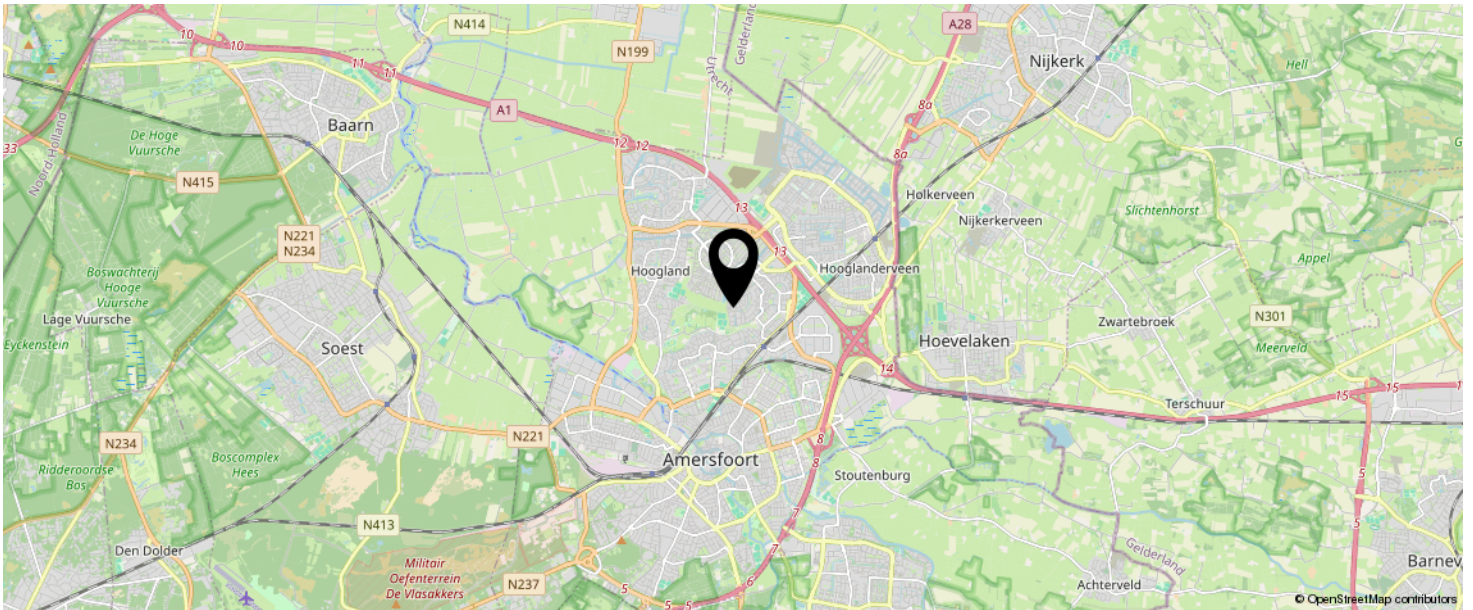 N414
A28
10
10
N199
Gelderland
Utrecht
Nijkerk
Hell
11
11
A1
8a
Baarn
De Hoge
Vuursche
12
12
33
Noord-Holland
8a
N415
13
Holkerveen
Nijkerkerveen
Slichtenhorst
N221
N234
13
Hoogland
Hooglanderveen
Appel
Boswachterij
Hooge
Vuursche
Lage Vuursche
N301
Zwartebroek
Eyckenstein
Soest
Hoevelaken
Meerveld
14
15
15
Terschuur
N234
N221
8
Boscomplex
Hees
Amersfoort
Ridderoordse
Bos
8
5
Stoutenburg
N413
7
5
Den Dolder
7
Gelderland
Militair
Oefenterrein
De Vlasakkers
Barnev
N237
5
6
Achterveld
5
5
5
© OpenStreetMap contributors